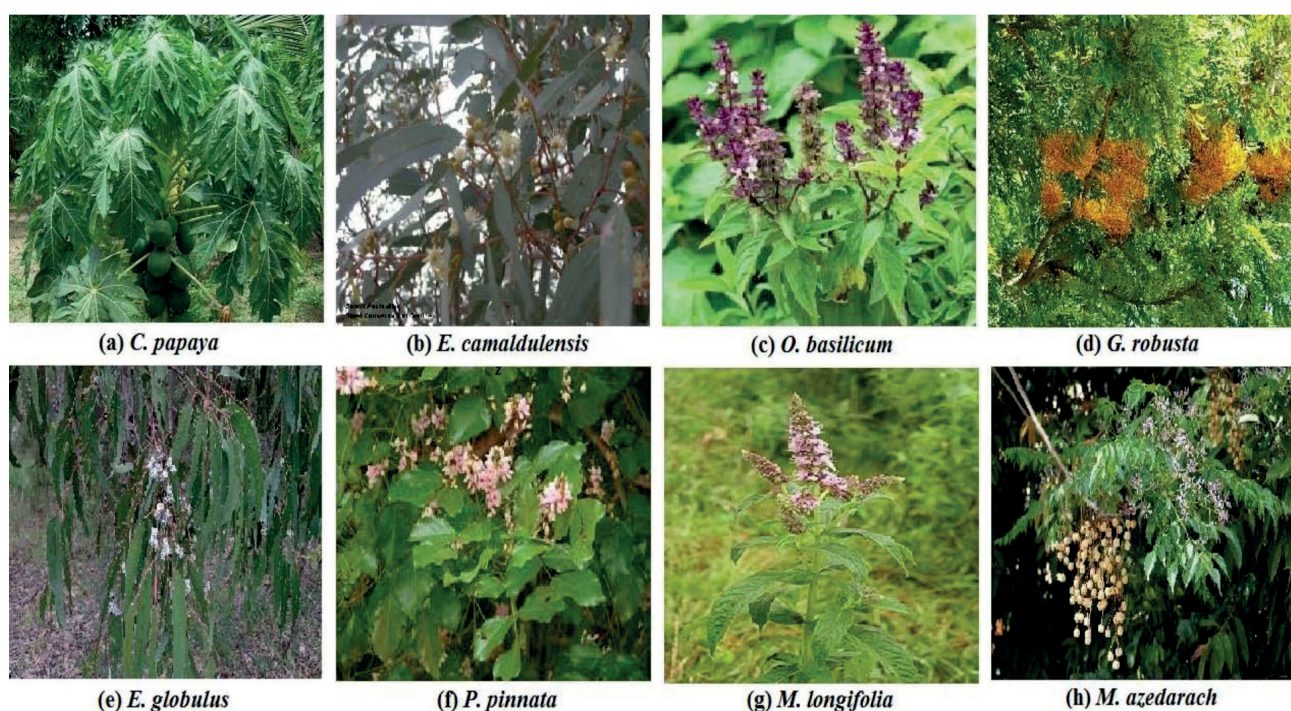 (a) C. papaya
(b) E. camaldulensis
(c) O. basilicum
(d) G. robusta
(e) E. globulus
(f) P. pinnata
(g) M. longifolia
(h) M. azedarach